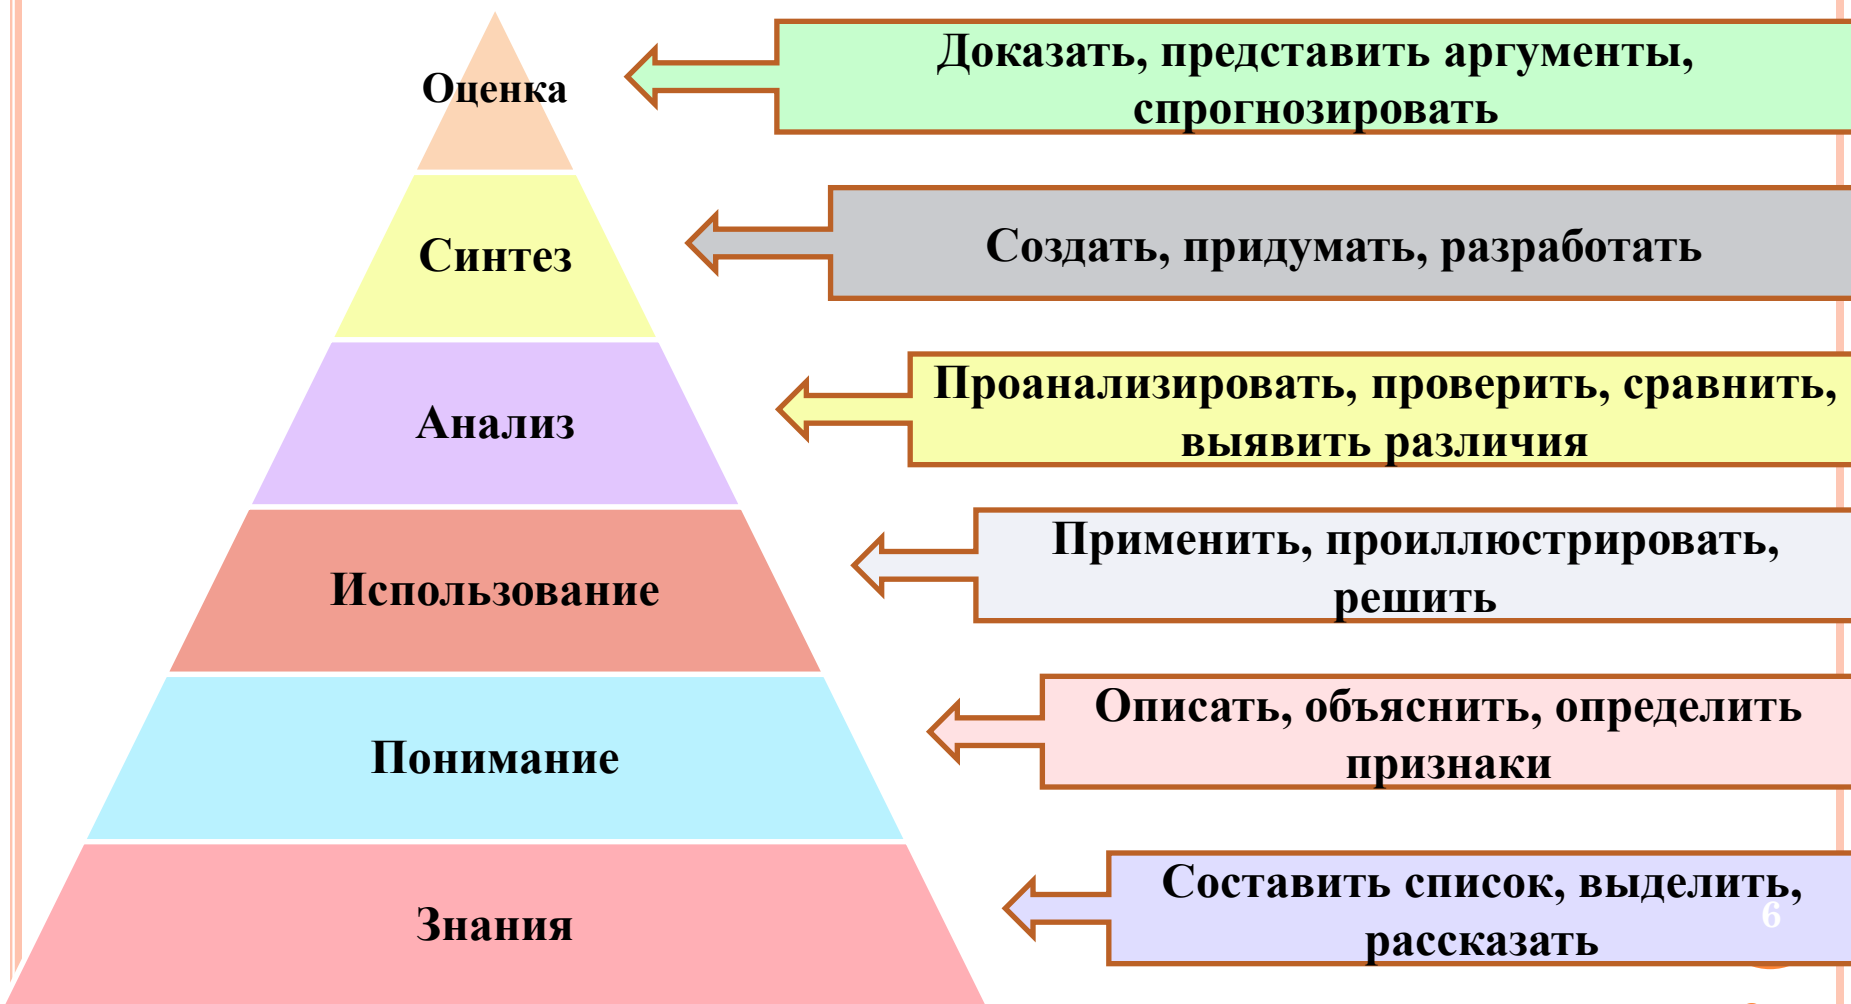 Оценка
Доказать, представить аргументы,
спрогнозировать
Синтез
Создать, придумать, разработать
Анализ
Проанализировать, проверить, сравнить,
выявить различия
Использование
Применить, проиллюстрировать,
решить
Понимание
Описать, объяснить, определить
признаки
Знания
Составить список, выделить,
рассказать
6